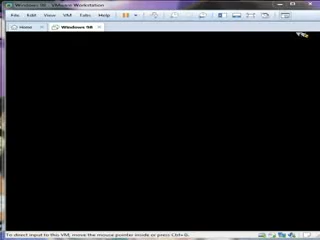 Windows 98 - VMware Workstation
File Edit View VM Tabs Help
Home Windows 98
To direct input to this VM, move the mouse pointer inside or press Ctrl+G.